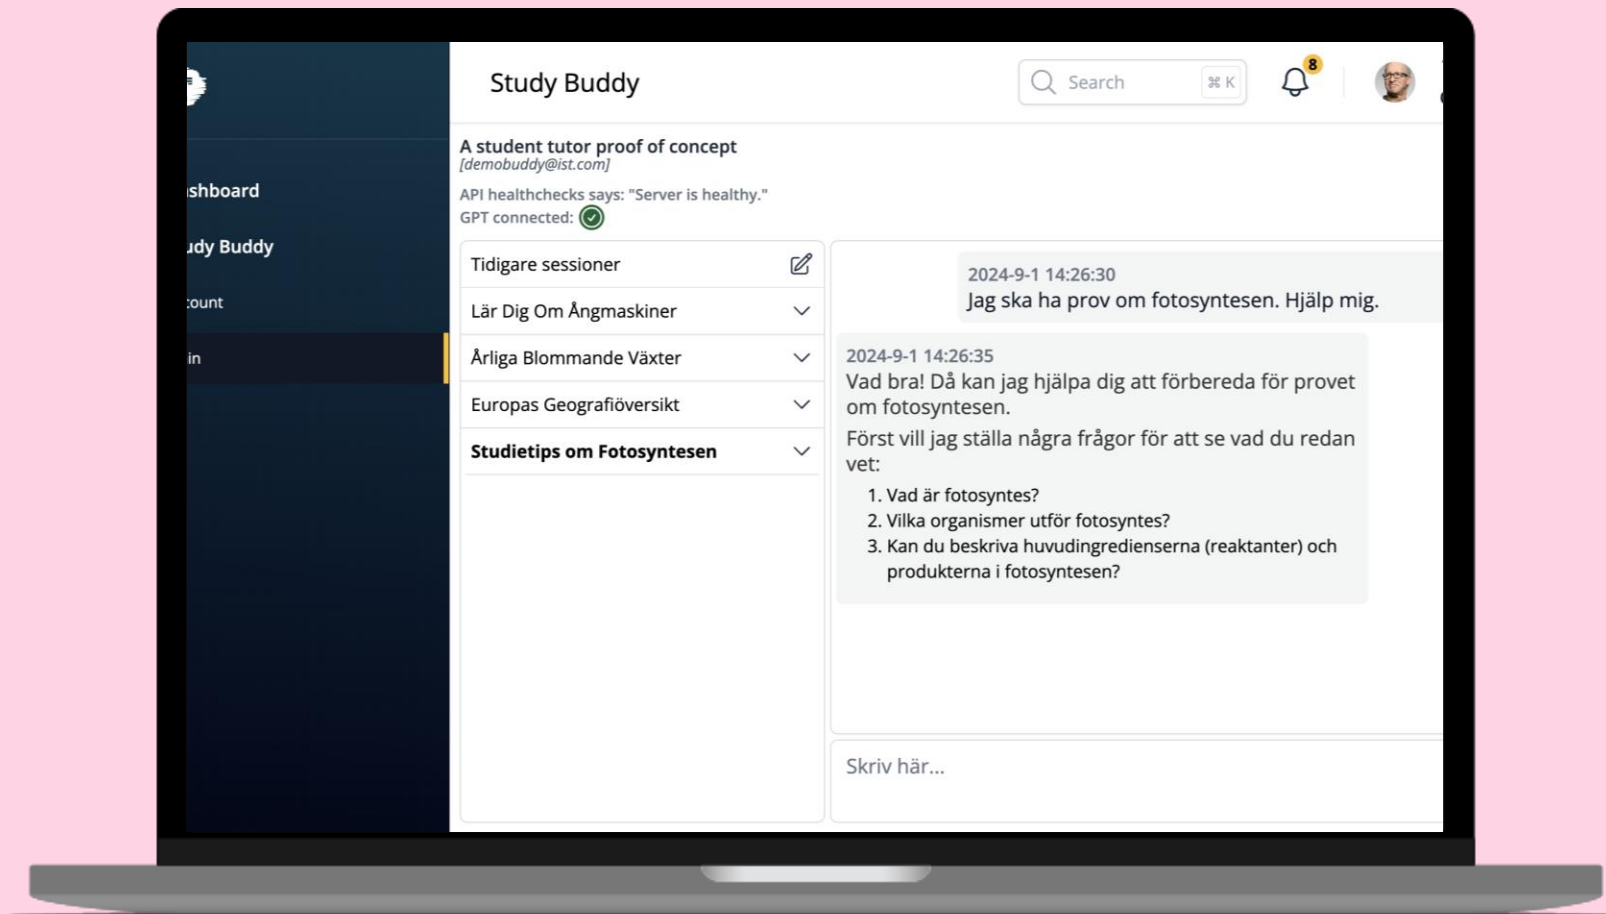 Study Buddy
Search
⌘ K
8
A student tutor proof of concept
[demobuddy@ist.com]
API healthchecks says: "Server is healthy."
GPT connected:
shboard
udy Buddy
count
in
Tidigare sessioner
Lär Dig Om Ångmaskiner
Årliga Blommande Växter
Europas Geografiöversikt
Studietips om Fotosyntesen
2024-9-1 14:26:30
Jag ska ha prov om fotosyntesen. Hjälp mig.
2024-9-1 14:26:35
Vad bra! Då kan jag hjälpa dig att förbereda för provet
om fotosyntesen.
Först vill jag ställa några frågor för att se vad du redan
vet:
1. Vad är fotosyntes?
2. Vilka organismer utför fotosyntes?
3. Kan du beskriva huvudingredienserna (reaktanter) och
produkterna i fotosyntesen?
Skriv här...